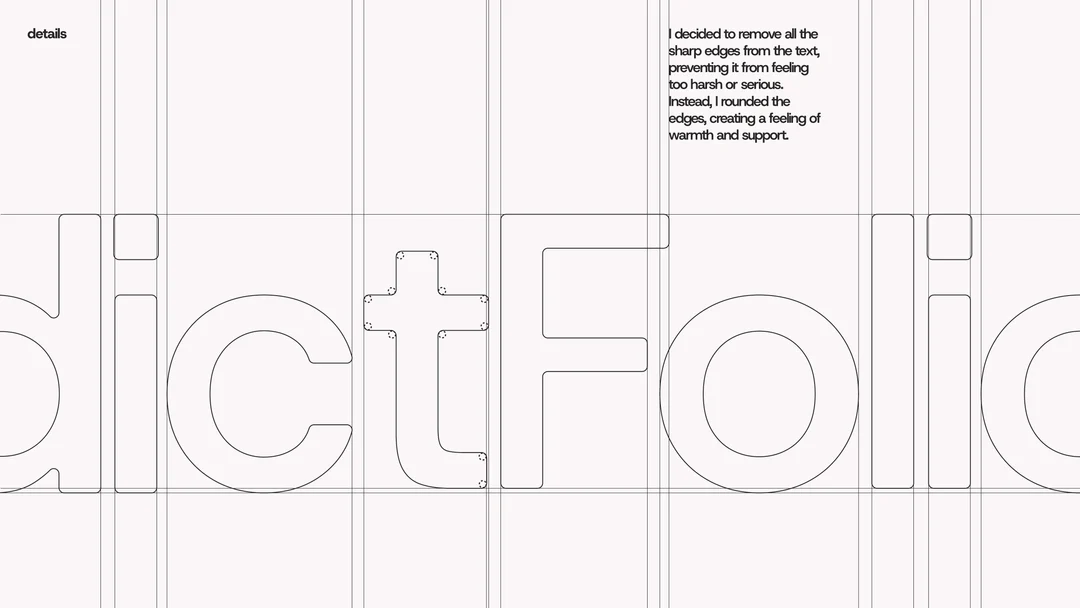 details
I decided to remove all the
sharp edges from the text,
preventing it from feeling
too harsh or serious.
Instead, I rounded the
edges, creating a feeling of
warmth and support.
dictFolio